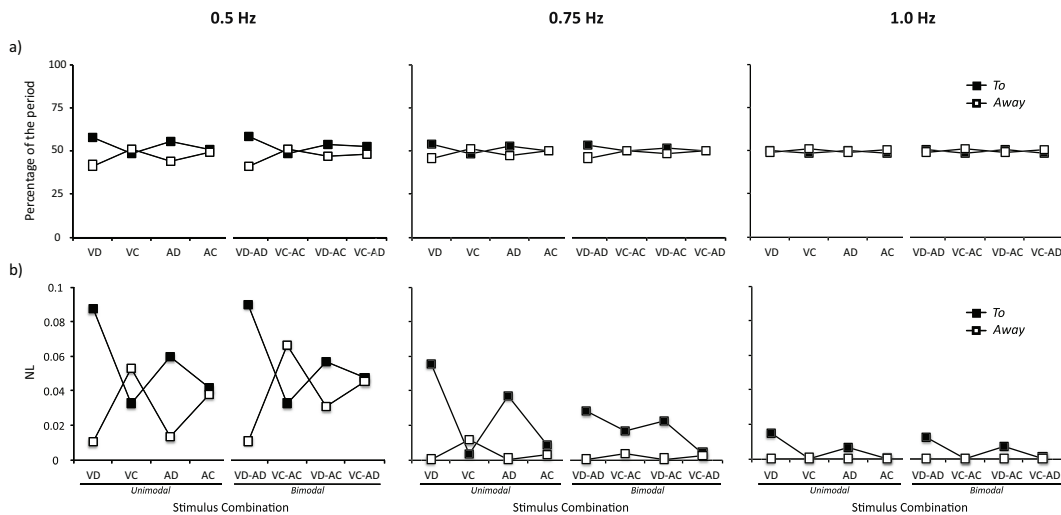 0.5 Hz 0.75 Hz 1.0 Hz
a)
Percentage of the period
100
75
50
25
0
To
Away
VD VC AD AC VD-AD VC-AC VD-AC VC-AD VD VC AD AC VD-AD VC-AC VD-AC VC-AD VD VC AD AC VD-AD VC-AC VD-AC VC-AD
b)
NL
0.1
0.08
0.06
0.04
0.02
0
To
Away
VD VC AD AC VD-AD VC-AC VD-AC VC-AD VD VC AD AC VD-AD VC-AC VD-AC VC-AD VD VC AD AC VD-AD VC-AC VD-AC VC-AD
Unimodal Bimodal Unimodal Bimodal Unimodal Bimodal
Stimulus Combination Stimulus Combination Stimulus Combination